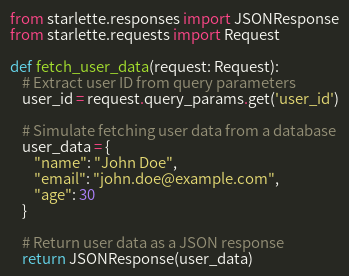 from starlette.responses import JSONResponse
from starlette.requests import Request

def fetch_user_data(request: Request):
    # Extract user ID from query parameters
    user_id = request.query_params.get('user_id')

    # Simulate fetching user data from a database
    user_data = {
        "name": "John Doe",
        "email": "john.doe@example.com",
        "age": 30
    }

    # Return user data as a JSON response
    return JSONResponse(user_data)